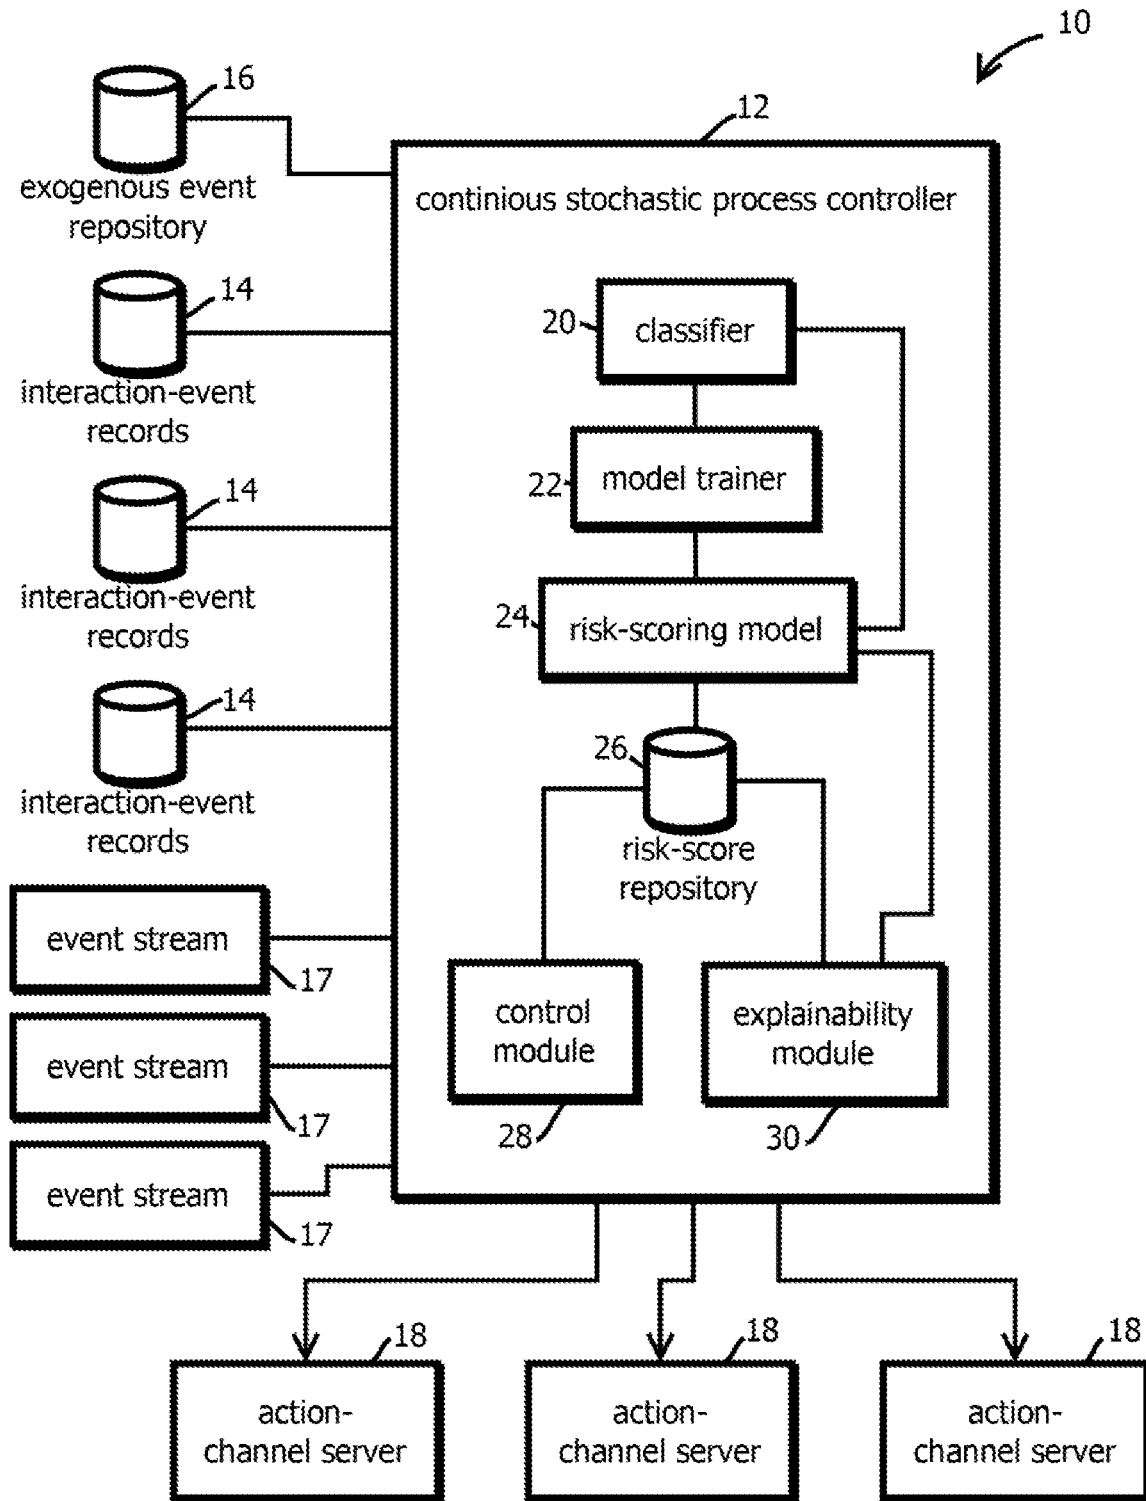 10
16
exogenous event
repository
12
continious stochastic process controller
14
interaction-event
records
14
interaction-event
records
14
interaction-event
records
20
classifier
22
model trainer
24
risk-scoring model
26
risk-score
repository
event stream
17
event stream
17
event stream
17
control
module
28
explainability
module
30
18
action-
channel server
18
action-
channel server
18
action-
channel server